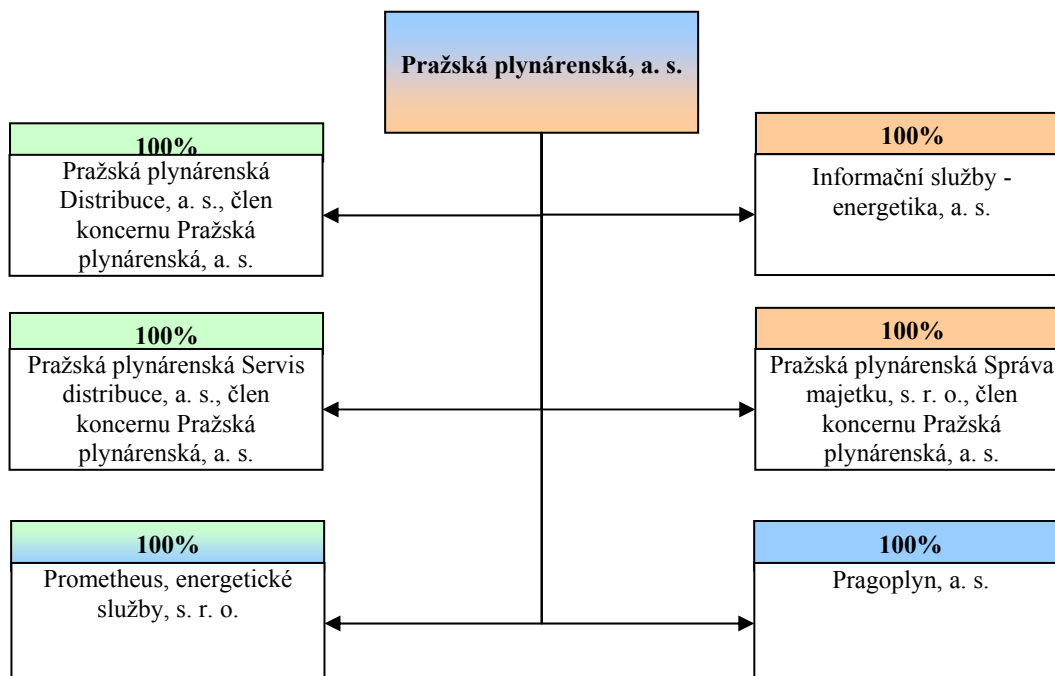 Pražská plynárenská, a. s.
100%
Pražská plynárenská
Distribuce, a. s., člen
koncernu Pražská
plynárenská, a. s.
100%
Informační služby -
energetika, a. s.
100%
Pražská plynárenská Servis
distribuce, a. s., člen
koncernu Pražská
plynárenská, a. s.
100%
Pražská plynárenská Správa
majetku, s. r. o., člen
koncernu Pražská
plynárenská, a. s.
100%
Prometheus, energetické
služby, s. r. o.
100%
Pragoplyn, a. s.